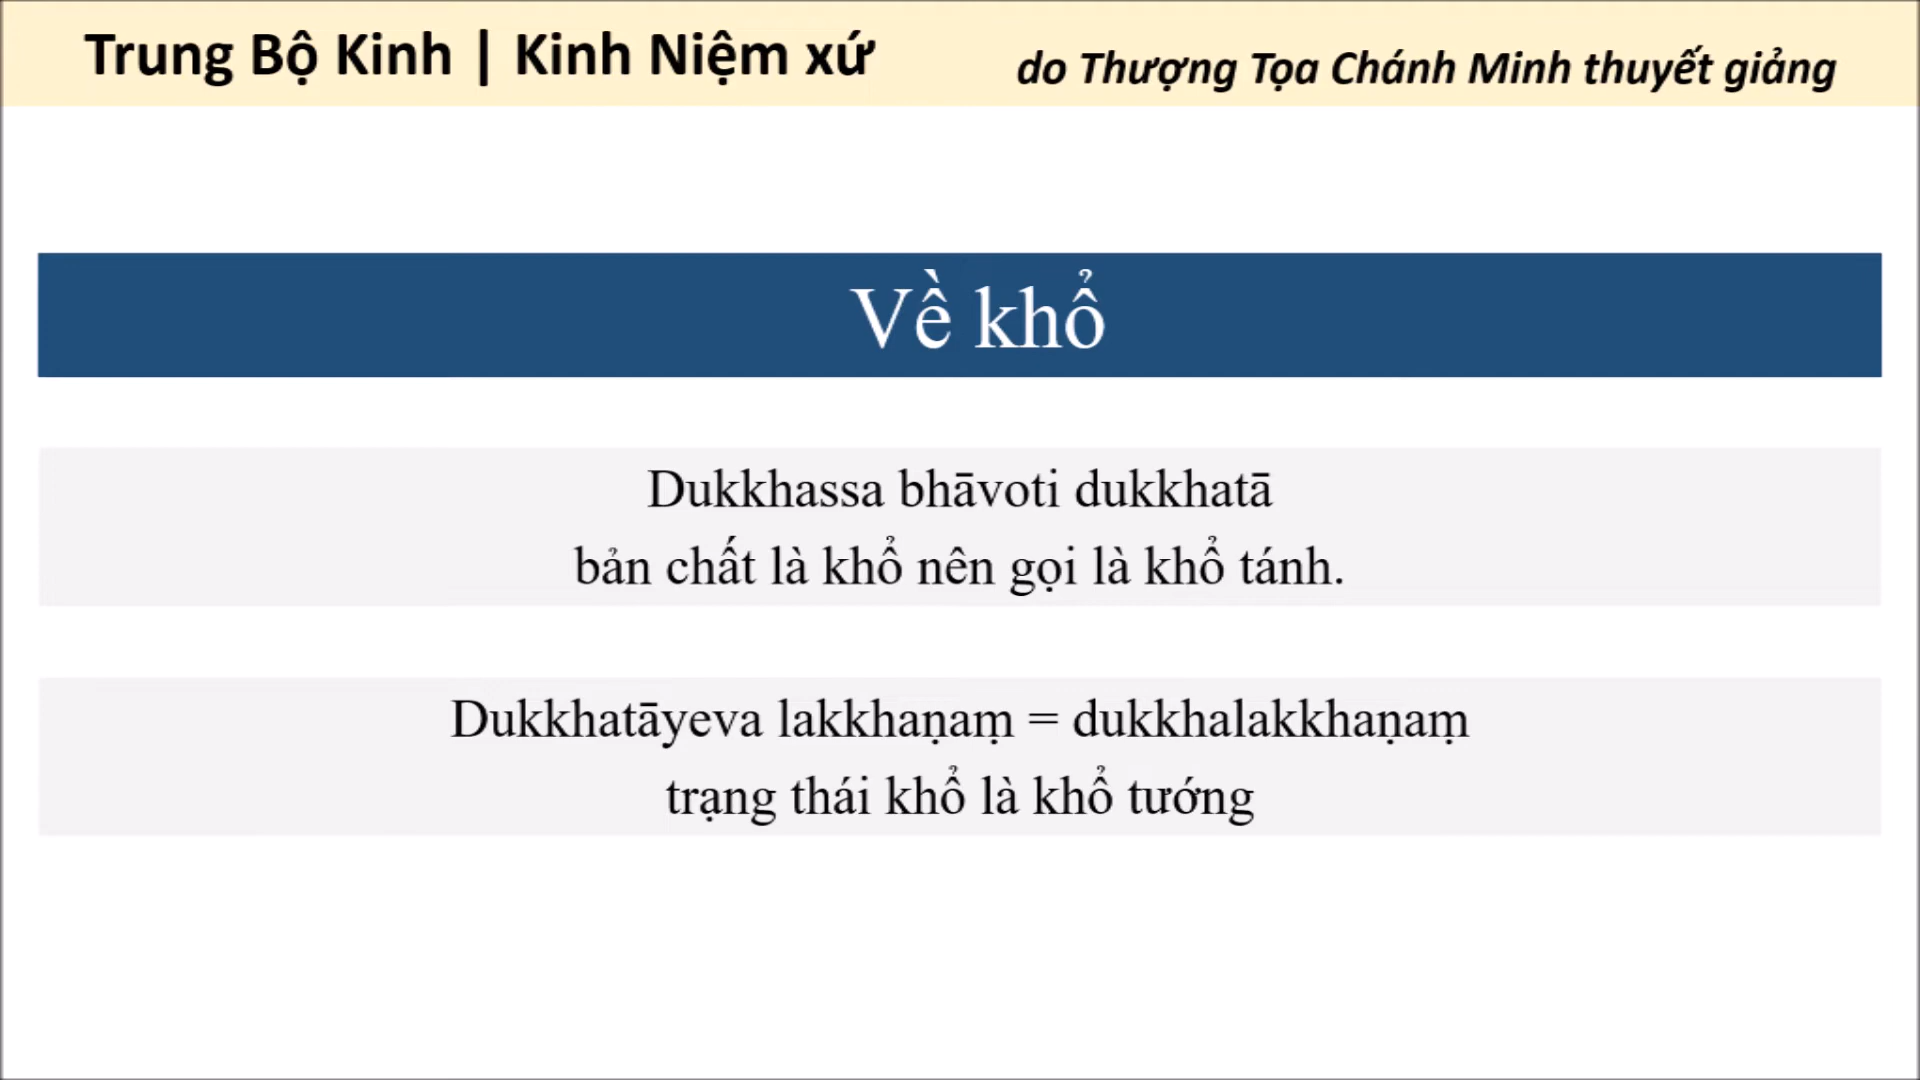 Trung Bộ Kinh | Kinh Niệm xứ do Thượng Tọa Chánh Minh thuyết giảng
Về khổ
Dukkhassa bhāvoti dukkhatā
bản chất là khổ nên gọi là khổ tánh.
Dukkhatāyeva lakkhaṇaṃ = dukkhalakkhaṇaṃ
trạng thái khổ là khổ tướng